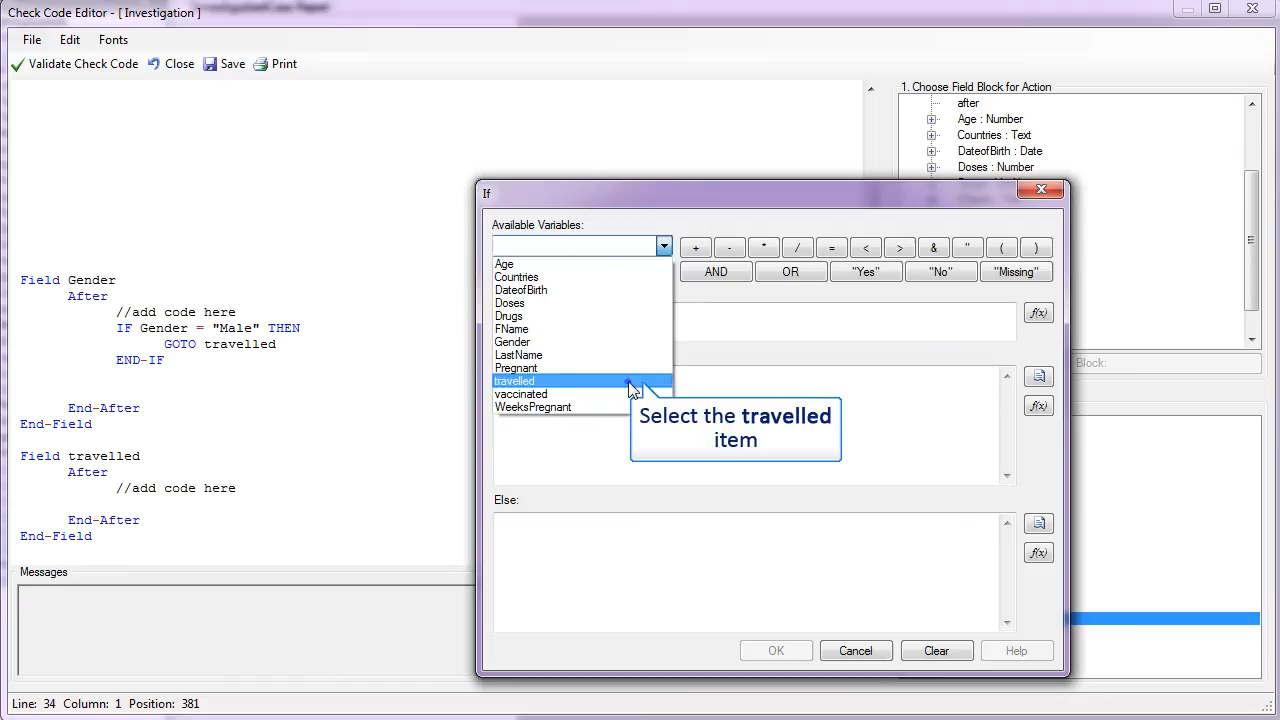 Check Code Editor - [ Investigation ]
File Edit Fonts
Validate Check Code Close Save Print
Field Gender
After
//add code here
IF Gender = "Male" THEN
GOTO travelled
END-IF
End-After
End-Field
Field travelled
After
//add code here
End-After
End-Field
Messages
Line: 34 Column: 1 Position: 381
1. Choose Field Block for Action
after
Age : Number
Countries : Text
DateofBirth : Date
Doses : Number
Block:
If
Available Variables:
+ - * / = < > & " ( )
AND OR "Yes" "No" "Missing"
f(x)
Age
Countries
DateofBirth
Doses
Drugs
FName
Gender
LastName
Pregnant
travelled
vaccinated
WeeksPregnant
Select the travelled
item
f(x)
Else:
f(x)
OK Cancel Clear Help